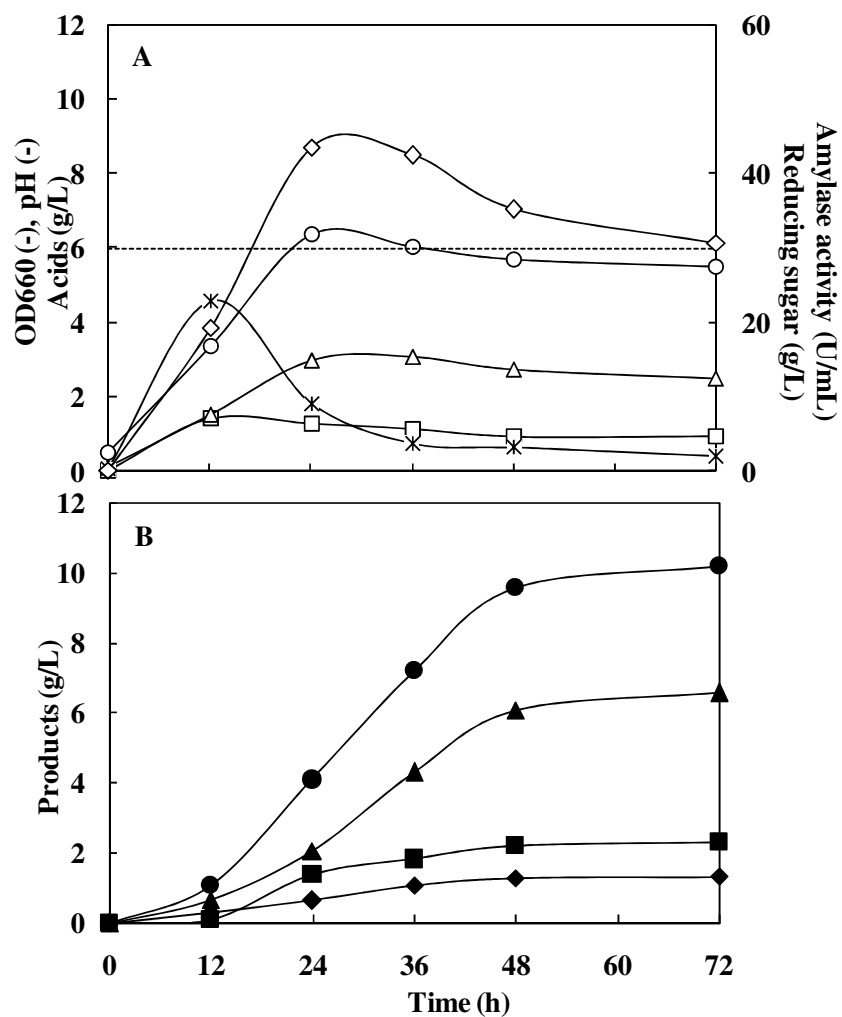 A
12
10
8
6
4
2
0
OD660 (-), pH (-)
Acids (g/L)
60
40
20
0
Amylase activity (U/mL)
Reducing sugar (g/L)
B
12
10
8
6
4
2
0
Products (g/L)
0 12 24 36 48 60 72
Time (h)